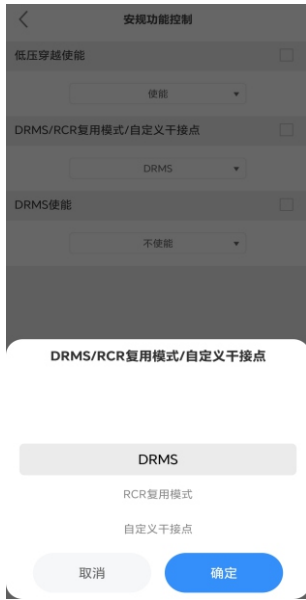 安规功能控制
低压穿越使能
使能
DRMS/RCR复用模式/自定义干接点
DRMS
DRMS使能
不使能
DRMS/RCR复用模式/自定义干接点
DRMS
RCR复用模式
自定义干接点
取消 确定